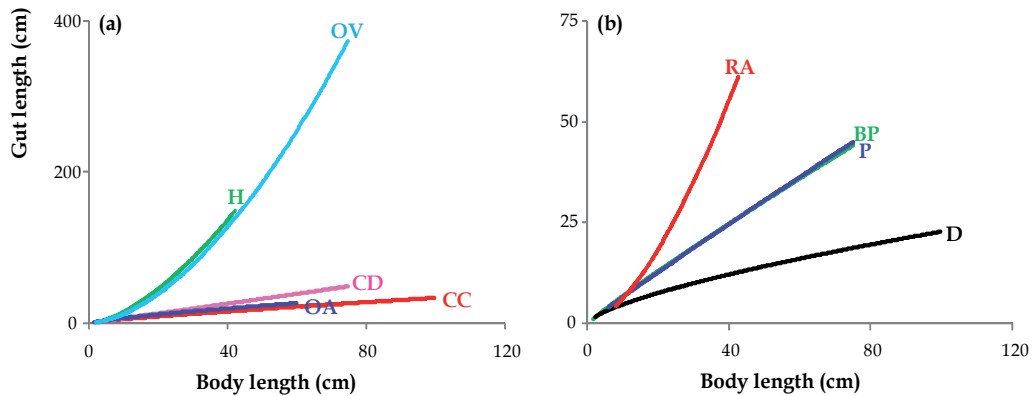 (a)
400
200
0
Gut length (cm)
OV
H
CD
OA
CC
0 40 80 120
Body length (cm)
(b)
75
50
25
0
RA
BP
P
D
0 40 80 120
Body length (cm)